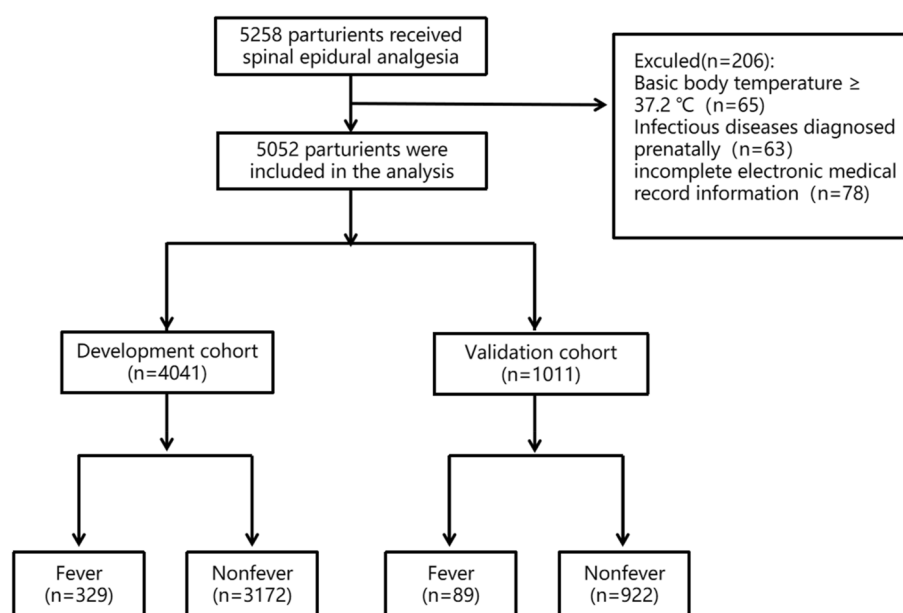 5258 parturients received
spinal epidural analgesia
Exculed(n=206):
Basic body temperature ≥
37.2 ℃ (n=65)
Infectious diseases diagnosed
prenatally (n=63)
incomplete electronic medical
record information (n=78)
5052 parturients were
included in the analysis
Development cohort
(n=4041)
Validation cohort
(n=1011)
Fever
(n=329)
Nonfever
(n=3172)
Fever
(n=89)
Nonfever
(n=922)